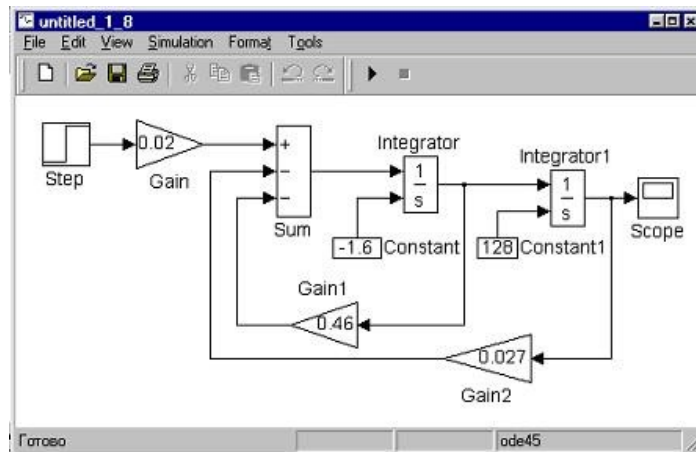 untitled_1_8
File Edit View Simulation Format Tools
Step
0.02
Gain
+
−
−
Sum
Integrator
1
s
-1.6 Constant
Integrator1
1
s
128 Constant1
Scope
Gain1
0.46
0.027
Gain2
Готово ode45